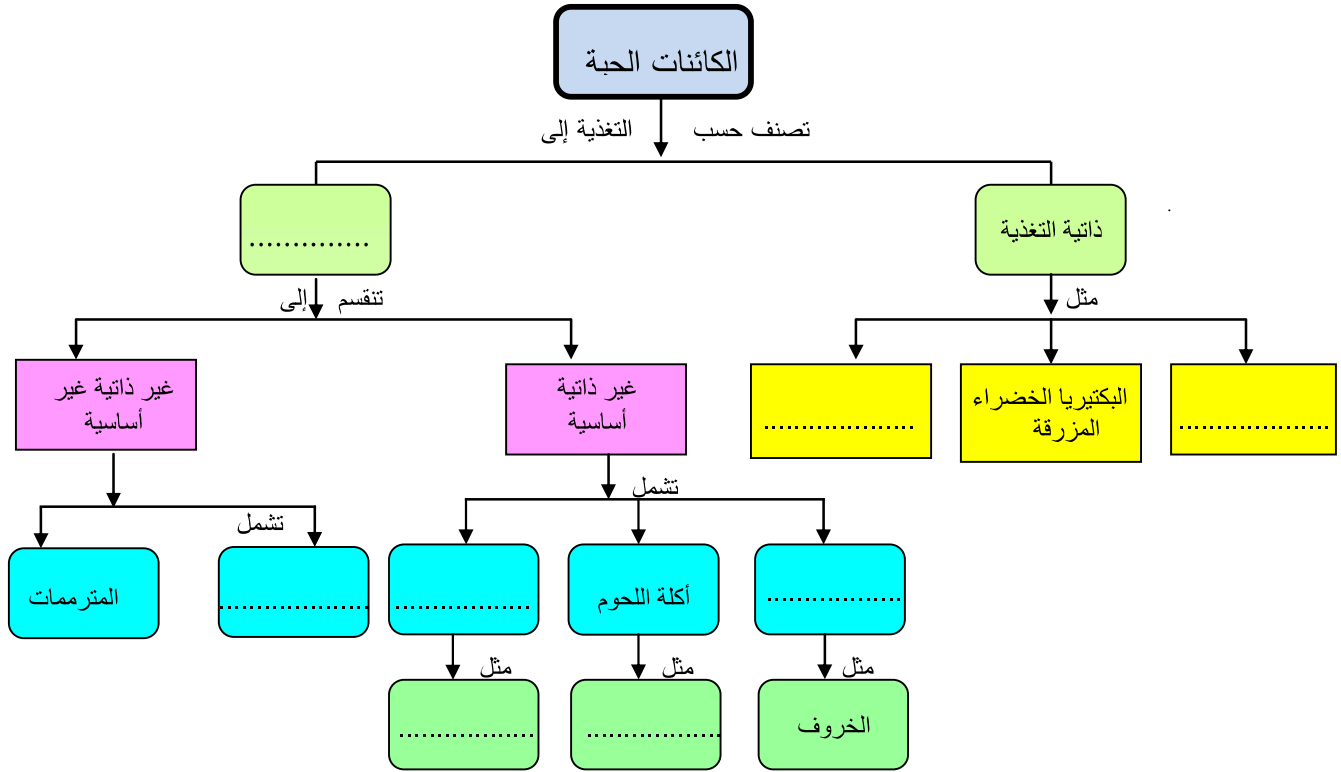 الكائنات الحبة
تصنف حسب التغذية إلى
ذاتية التغذية
..............
مثل
تنقسم إلى
..................
البكتيريا الخضراء
المزرقة
..................
غير ذاتية
أساسية
غير ذاتية غير
أساسية
تشمل
تشمل
................
أكلة اللحوم
................
..................
المترممات
مثل
مثل
مثل
الخروف
................
................